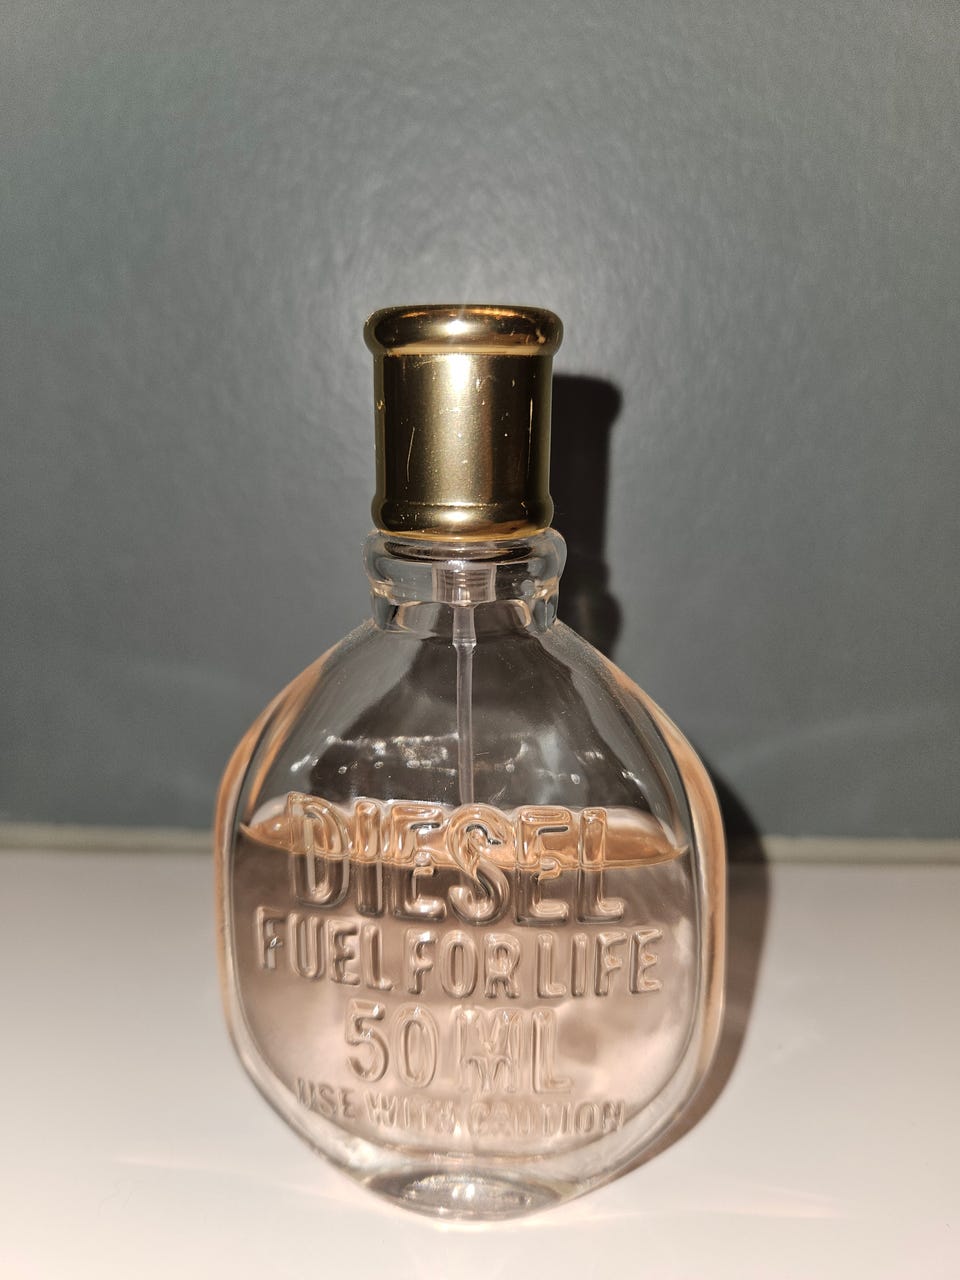 DIESEL
FUEL FOR LIFE
50 ML
USE WITH CAUTION